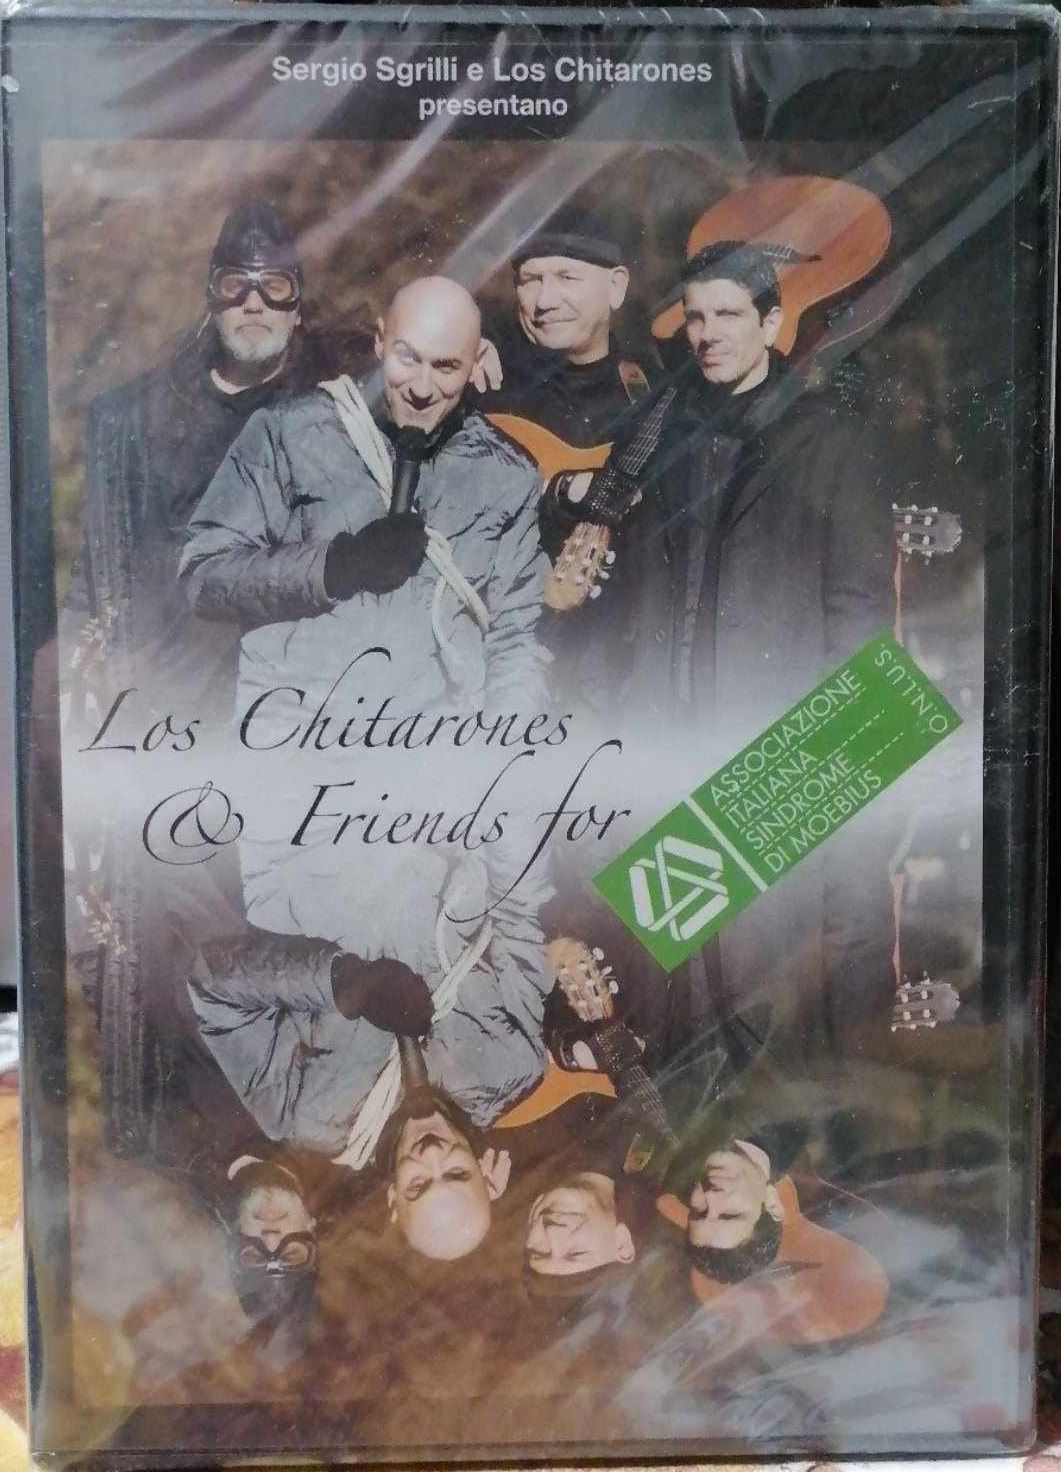 Sergio Sgrilli e Los Chitarones
presentano
Los Chitarones
& Friends for
ASSOCIAZIONE
ITALIANA
SINDROME
DI MOEBIUS
O.N.L.U.S.